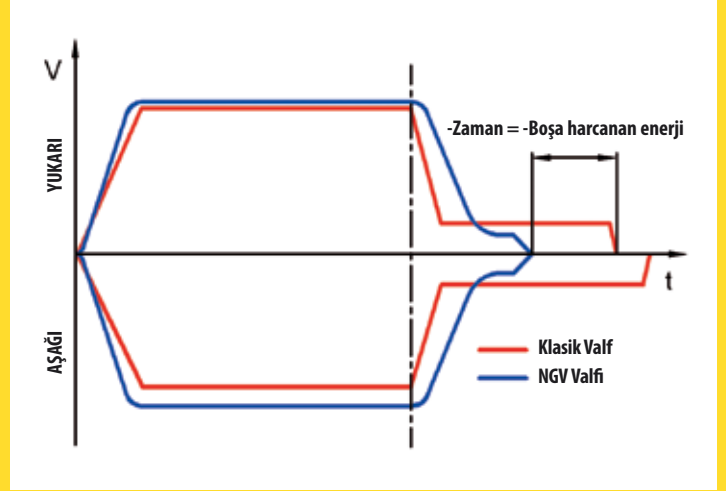 V
YUKARI
-Zaman = -Boşa harcanan enerji
t
AŞAĞI
Klasik Valf
NGV Valfi